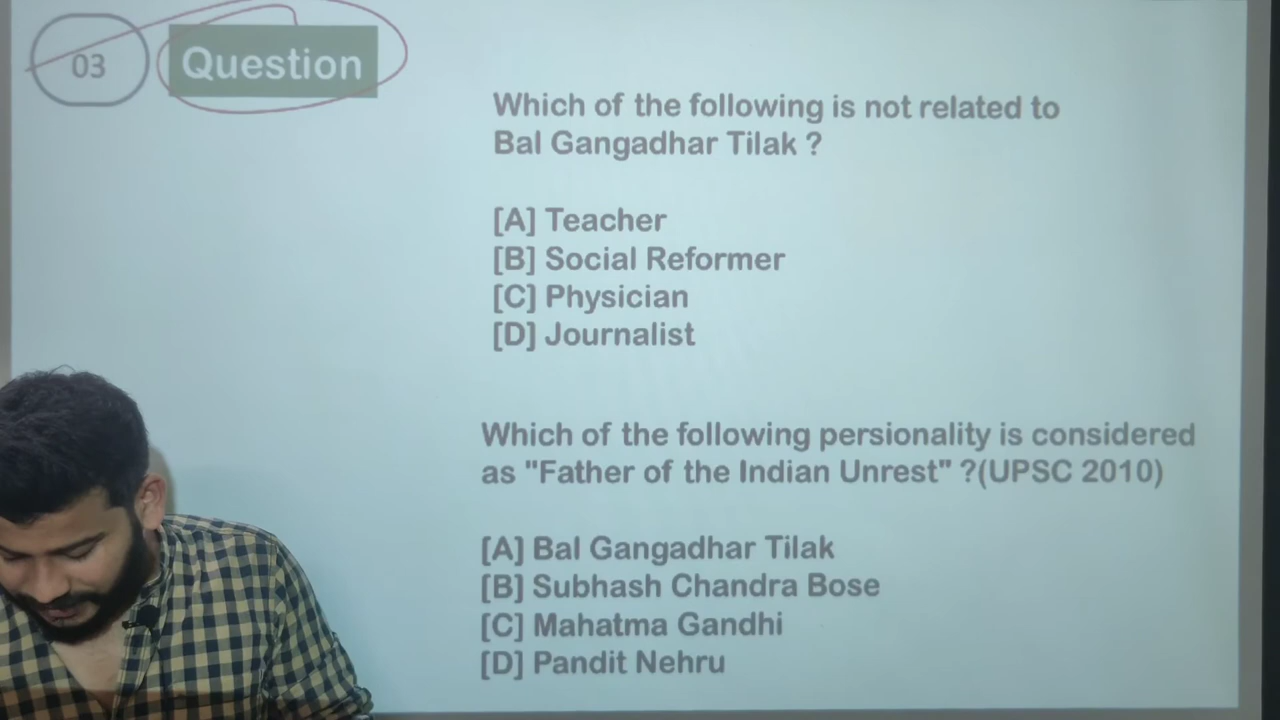 03
Question
Which of the following is not related to
Bal Gangadhar Tilak ?
[A] Teacher
[B] Social Reformer
[C] Physician
[D] Journalist
Which of the following persionality is considered
as "Father of the Indian Unrest" ?(UPSC 2010)
[A] Bal Gangadhar Tilak
[B] Subhash Chandra Bose
[C] Mahatma Gandhi
[D] Pandit Nehru